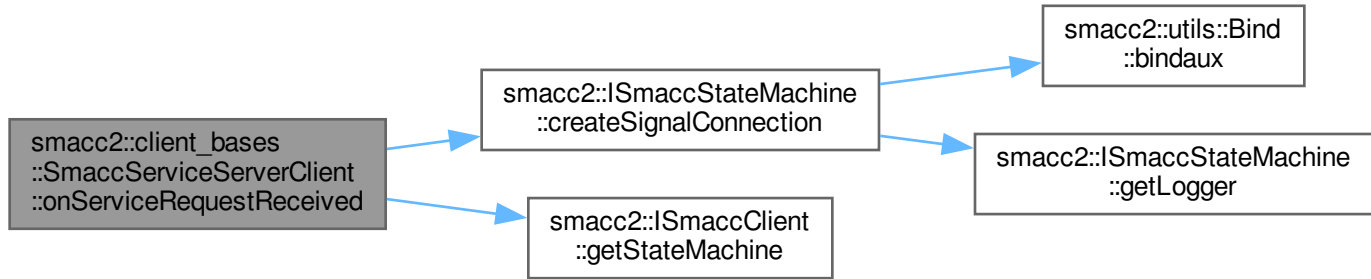 smacc2::client_bases
::SmaccServiceServerClient
::onServiceRequestReceived
smacc2::ISmaccStateMachine
::createSignalConnection
smacc2::utils::Bind
::bindaux
smacc2::ISmaccStateMachine
::getLogger
smacc2::ISmaccClient
::getStateMachine